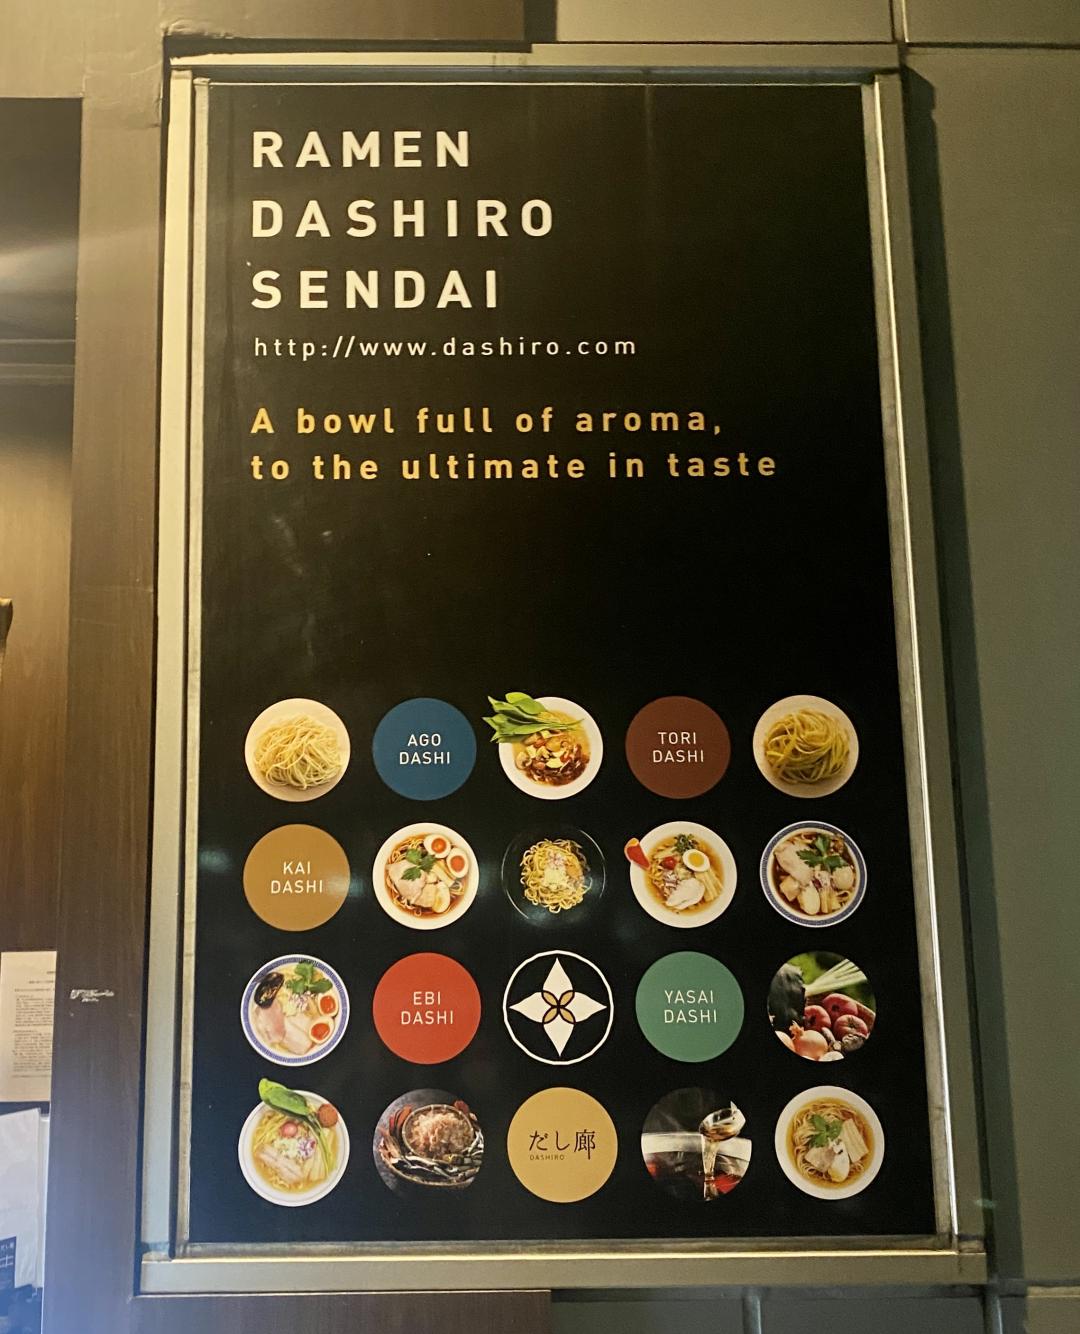 RAMEN
DASHIRO
SENDAI
http://www.dashiro.com
A bowl full of aroma,
to the ultimate in taste
AGO
DASHI
TORI
DASHI
KAI
DASHI
EBI
DASHI
YASAI
DASHI
だし廊
DASHIRO